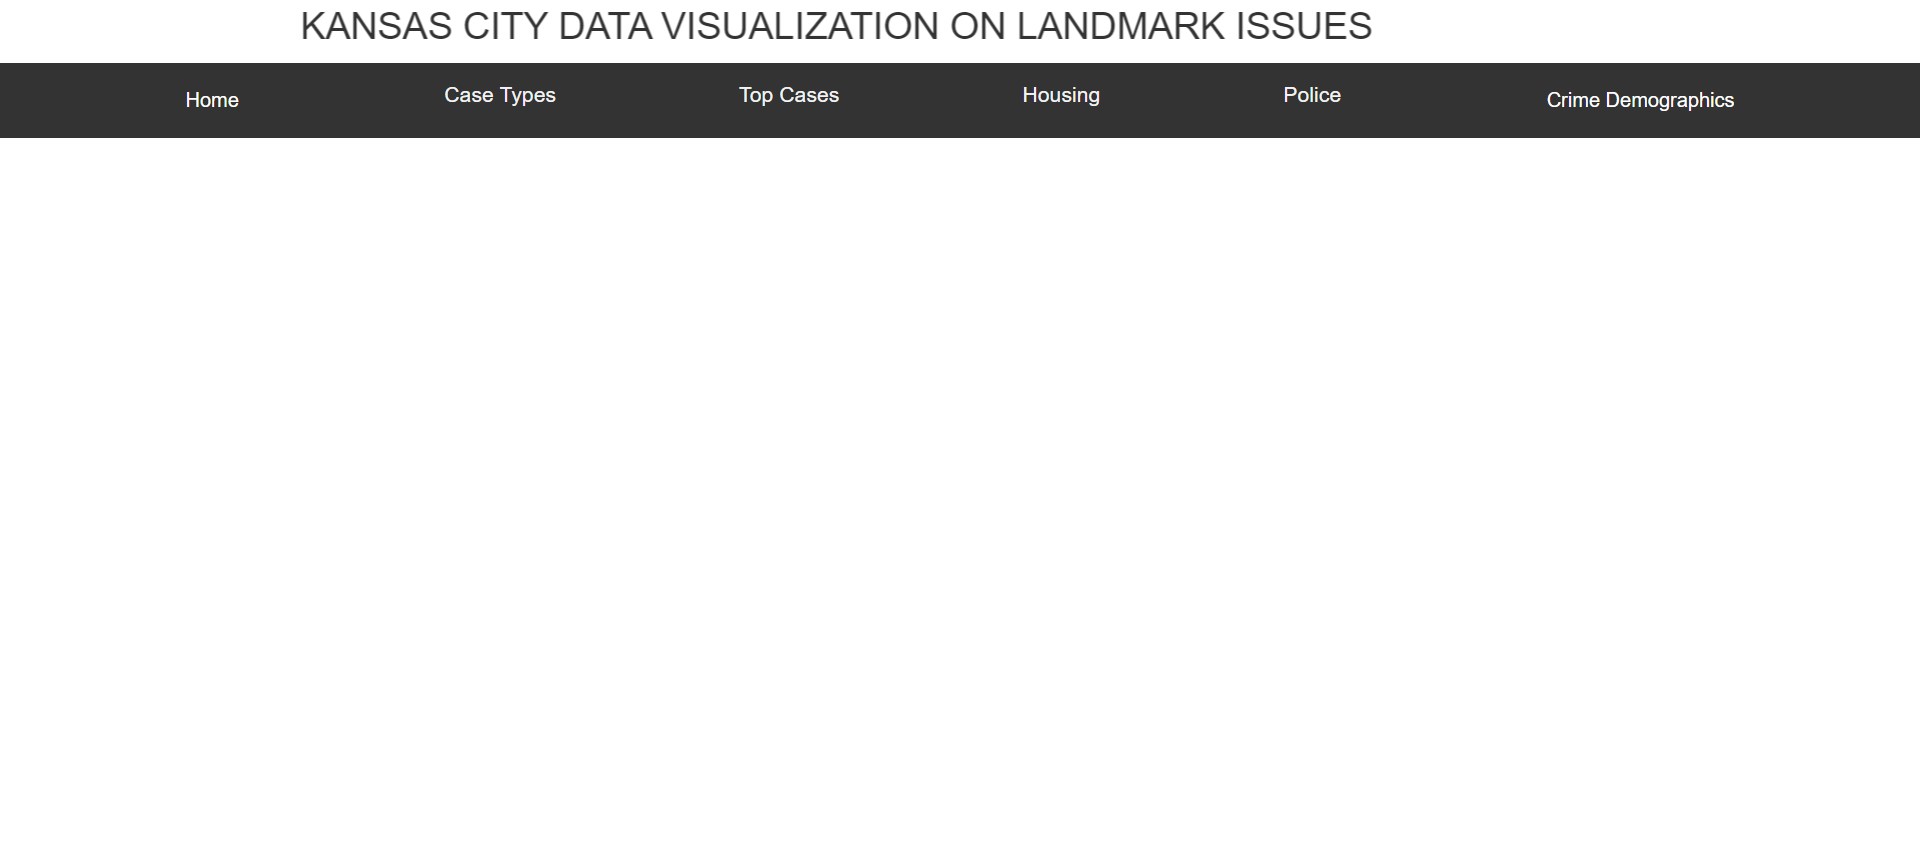 KANSAS CITY DATA VISUALIZATION ON LANDMARK ISSUES
Home Case Types Top Cases Housing Police Crime Demographics